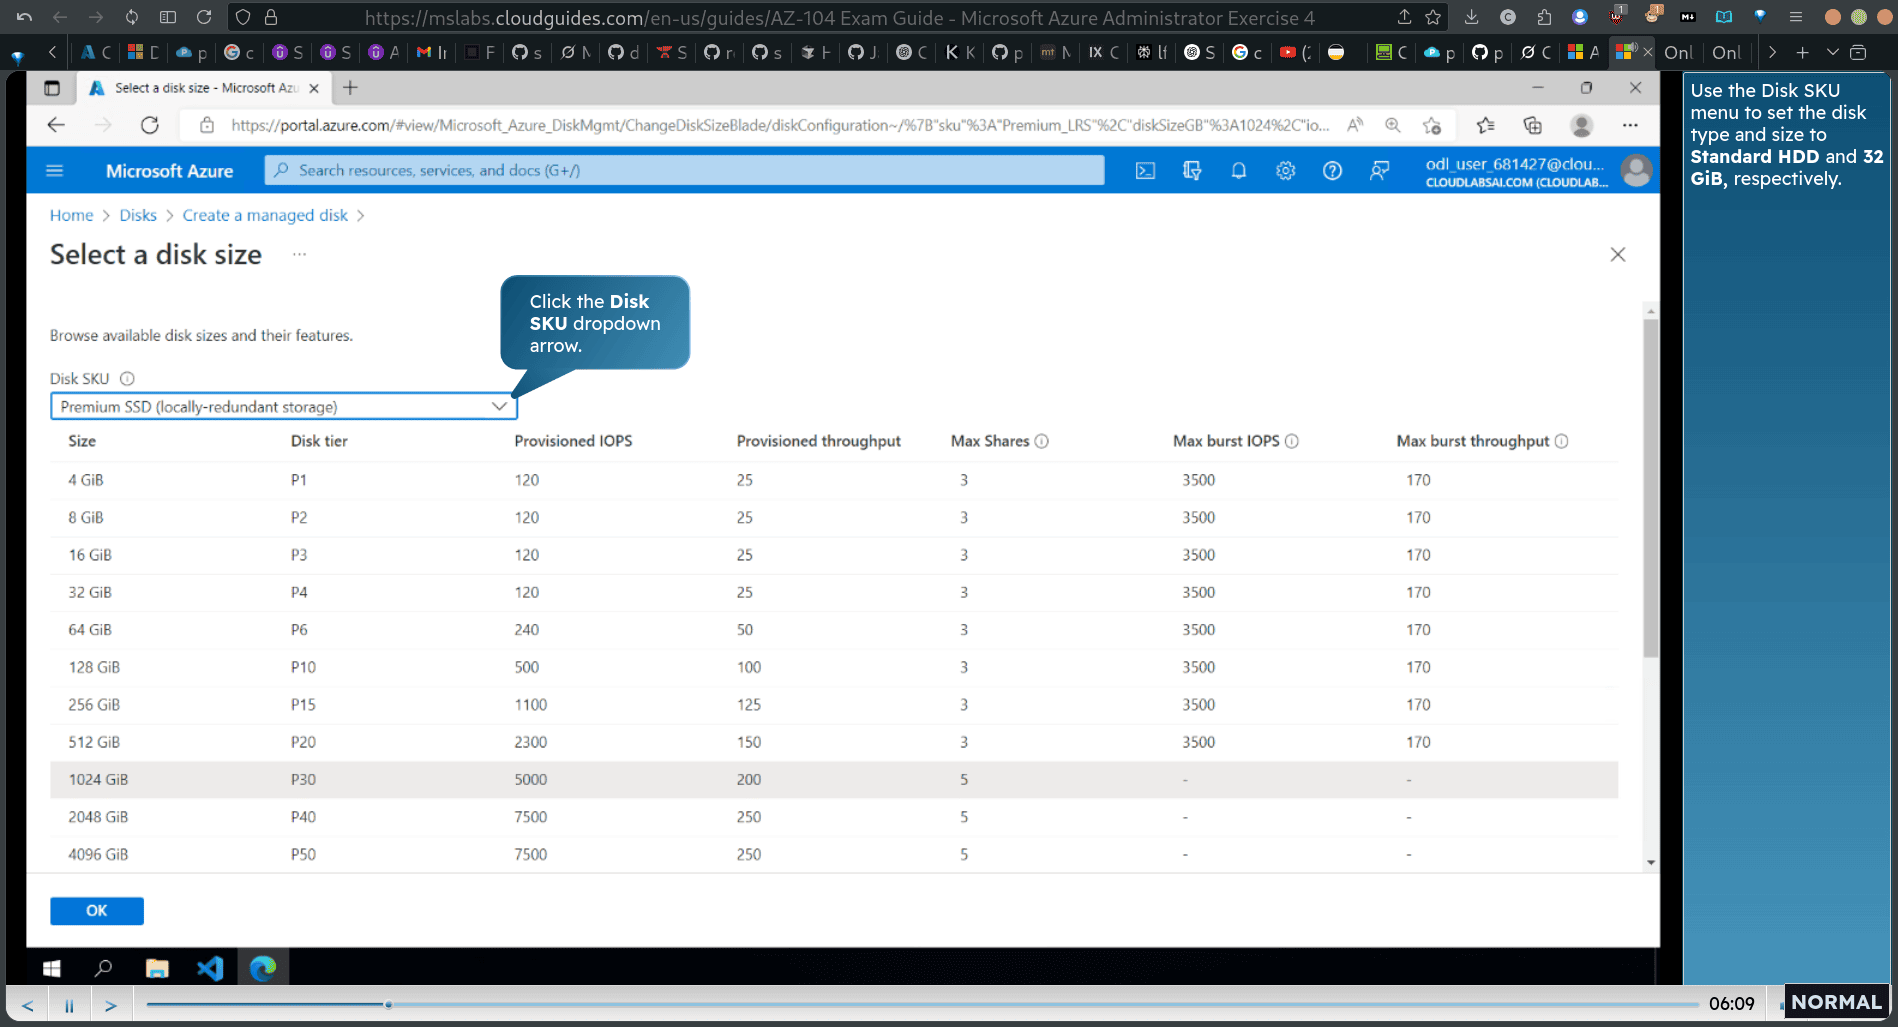 https://mslabs.cloudguides.com/en-us/guides/AZ-104 Exam Guide - Microsoft Azure Administrator Exercise 4
Onl
Onl
Select a disk size - Microsoft Azu
https://portal.azure.com/#view/Microsoft_Azure_DiskMgmt/ChangeDiskSizeBlade/diskConfiguration~/%7B"sku"%3A"Premium_LRS"%2C"diskSizeGB"%3A1024%2C"io...
Microsoft Azure
Search resources, services, and docs (G+/)
odl_user_681427@clou...
CLOUDLABSAI.COM (CLOUDLAB...
Home > Disks > Create a managed disk >
Select a disk size ...
Click the Disk
SKU dropdown
arrow.
Browse available disk sizes and their features.
Disk SKU
Premium SSD (locally-redundant storage)
Size Disk tier Provisioned IOPS Provisioned throughput Max Shares Max burst IOPS Max burst throughput
4 GiB P1 120 25 3 3500 170
8 GiB P2 120 25 3 3500 170
16 GiB P3 120 25 3 3500 170
32 GiB P4 120 25 3 3500 170
64 GiB P6 240 50 3 3500 170
128 GiB P10 500 100 3 3500 170
256 GiB P15 1100 125 3 3500 170
512 GiB P20 2300 150 3 3500 170
1024 GiB P30 5000 200 5 - -
2048 GiB P40 7500 250 5 - -
4096 GiB P50 7500 250 5 - -
OK
Use the Disk SKU
menu to set the disk
type and size to
Standard HDD and 32
GiB, respectively.
06:09
NORMAL